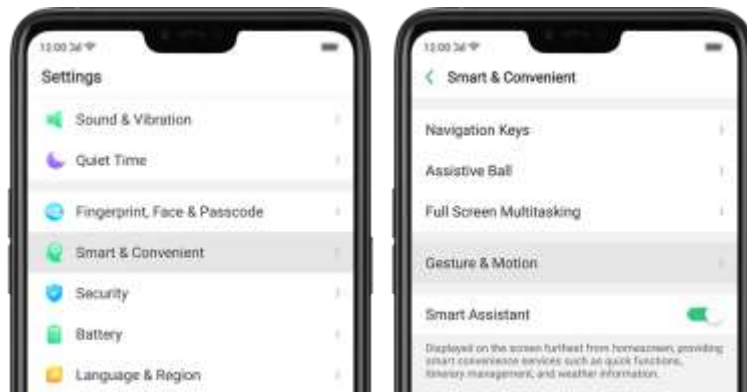 12:00
Settings
Sound & Vibration
Quiet Time
Fingerprint, Face & Passcode
Smart & Convenient
Security
Battery
Language & Region
12:00
Smart & Convenient
Navigation Keys
Assistive Ball
Full Screen Multitasking
Gesture & Motion
Smart Assistant
Displayed on the screen furthest from homescreen, providing
smart convenience services such as quick functions,
itinerary management, and weather information.